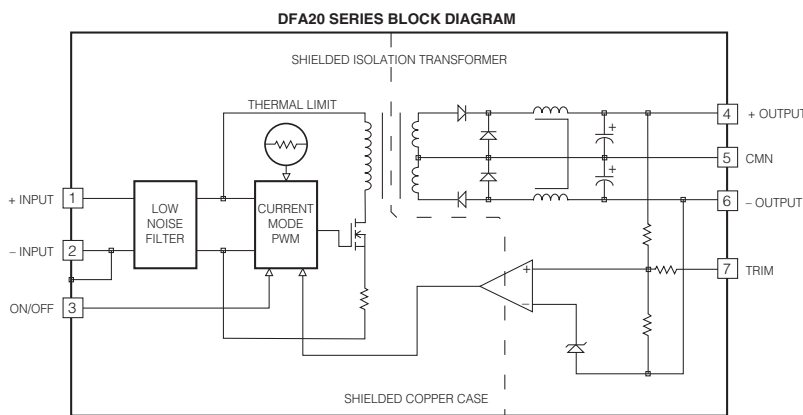 DFA20 SERIES BLOCK DIAGRAM
SHIELDED ISOLATION TRANSFORMER
THERMAL LIMIT
4 + OUTPUT
+
5 CMN
+
+ INPUT 1
6 – OUTPUT
LOW
NOISE
FILTER
CURRENT
MODE
PWM
– INPUT 2
+
7 TRIM
–
ON/OFF 3
SHIELDED COPPER CASE